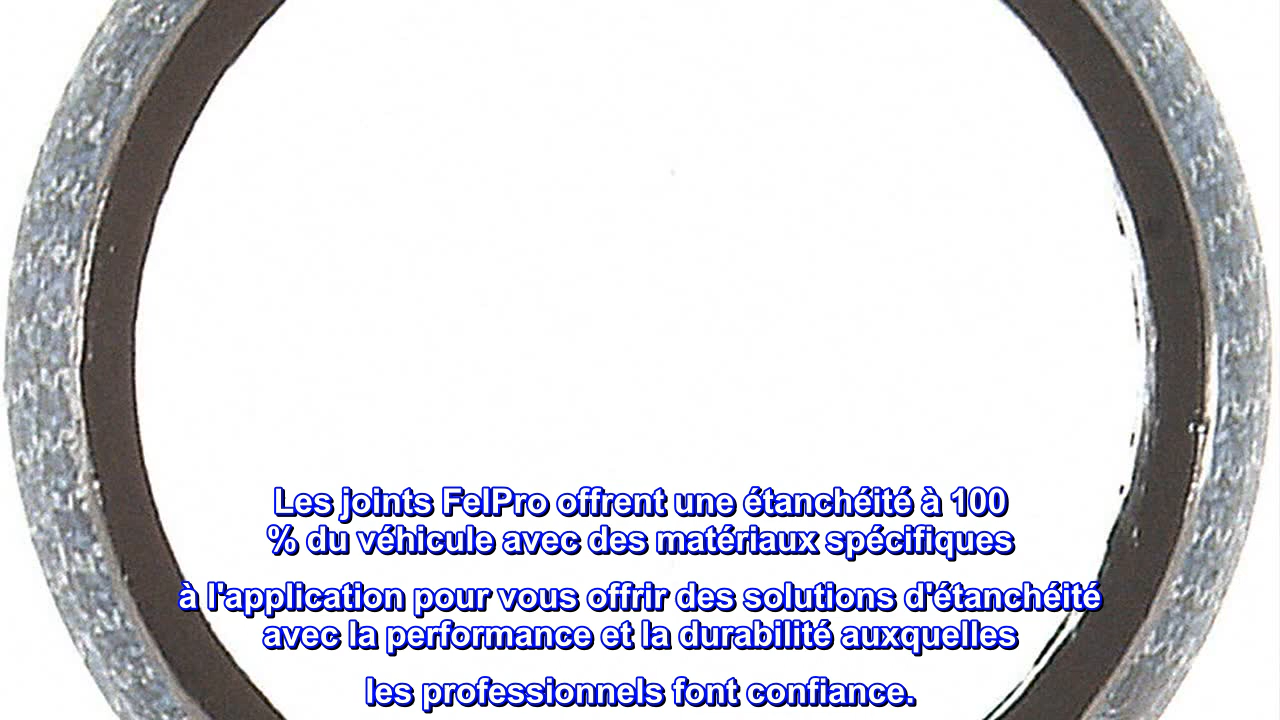 Les joints FelPro offrent une étanchéité à 100
% du véhicule avec des matériaux spécifiques
à l'application pour vous offrir des solutions d'étanchéité
avec la performance et la durabilité auxquelles
les professionnels font confiance.